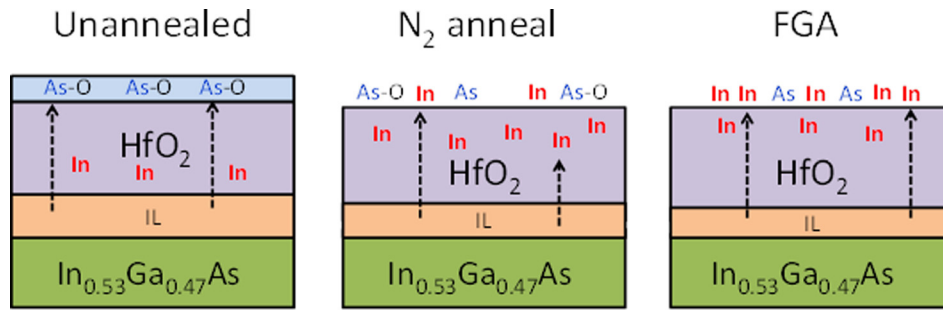 Unannealed
As-O As-O As-O
HfO₂
In In In
IL
In₀.₅₃Ga₀.₄₇As
N₂ anneal
As-O In As In As-O
In In In In In
HfO₂
IL
In₀.₅₃Ga₀.₄₇As
FGA
In In As In As In In
In In In
HfO₂
IL
In₀.₅₃Ga₀.₄₇As